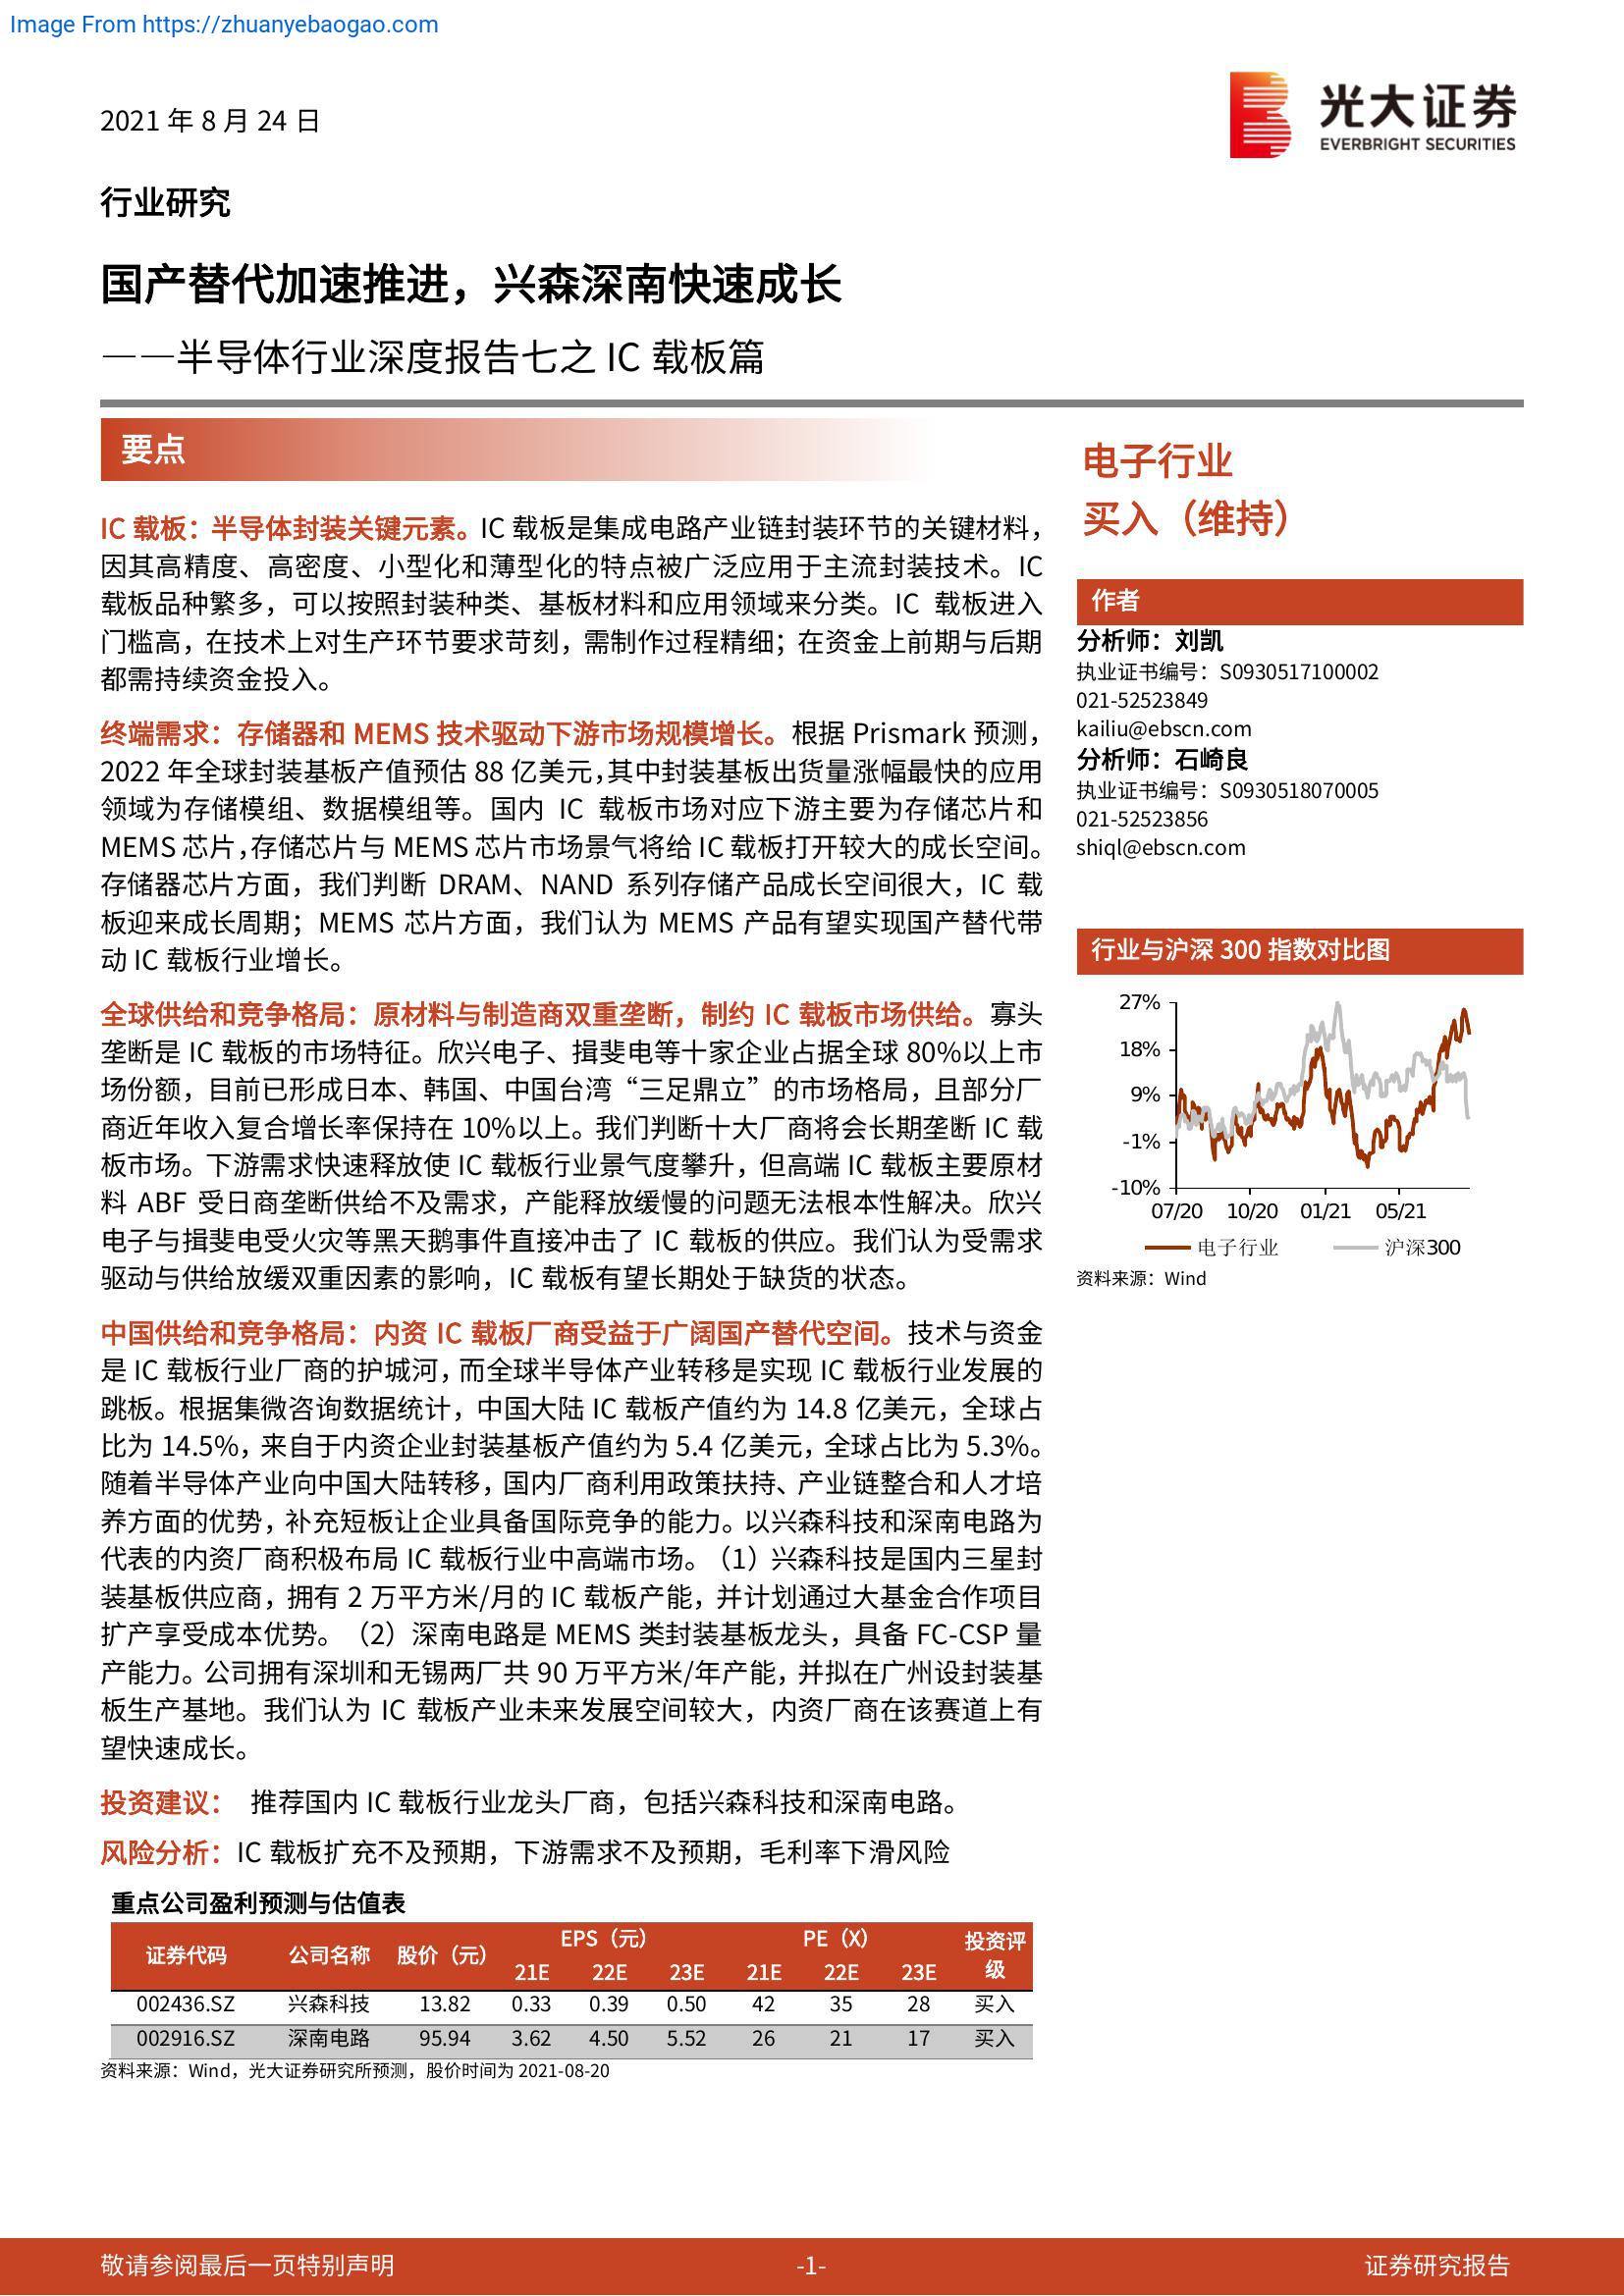 Image From https://zhuanyebaogao.com
2021 年 8 月 24 日
光大证券
EVERBRIGHT SECURITIES
行业研究
国产替代加速推进，兴森深南快速成长
——半导体行业深度报告七之 IC 载板篇
要点
IC 载板：半导体封装关键元素。IC 载板是集成电路产业链封装环节的关键材料，
因其高精度、高密度、小型化和薄型化的特点被广泛应用于主流封装技术。IC
载板品种繁多，可以按照封装种类、基板材料和应用领域来分类。IC 载板进入
门槛高，在技术上对生产环节要求苛刻，需制作过程精细；在资金上前期与后期
都需持续资金投入。
终端需求：存储器和 MEMS 技术驱动下游市场规模增长。根据 Prismark 预测，
2022 年全球封装基板产值预估 88 亿美元，其中封装基板出货量涨幅最快的应用
领域为存储模组、数据模组等。国内 IC 载板市场对应下游主要为存储芯片和
MEMS 芯片，存储芯片与 MEMS 芯片市场景气将给 IC 载板打开较大的成长空间。
存储器芯片方面，我们判断 DRAM、NAND 系列存储产品成长空间很大，IC 载
板迎来成长周期；MEMS 芯片方面，我们认为 MEMS 产品有望实现国产替代带
动 IC 载板行业增长。
全球供给和竞争格局：原材料与制造商双重垄断，制约 IC 载板市场供给。寡头
垄断是 IC 载板的市场特征。欣兴电子、揖斐电等十家企业占据全球 80%以上市
场份额，目前已形成日本、韩国、中国台湾“三足鼎立”的市场格局，且部分厂
商近年收入复合增长率保持在 10%以上。我们判断十大厂商将会长期垄断 IC 载
板市场。下游需求快速释放使 IC 载板行业景气度攀升，但高端 IC 载板主要原材
料 ABF 受日商垄断供给不及需求，产能释放缓慢的问题无法根本性解决。欣兴
电子与揖斐电受火灾等黑天鹅事件直接冲击了 IC 载板的供应。我们认为受需求
驱动与供给放缓双重因素的影响，IC 载板有望长期处于缺货的状态。
中国供给和竞争格局：内资 IC 载板厂商受益于广阔国产替代空间。技术与资金
是 IC 载板行业厂商的护城河，而全球半导体产业转移是实现 IC 载板行业发展的
跳板。根据集微咨询数据统计，中国大陆 IC 载板产值约为 14.8 亿美元，全球占
比为 14.5%，来自于内资企业封装基板产值约为 5.4 亿美元，全球占比为 5.3%。
随着半导体产业向中国大陆转移，国内厂商利用政策扶持、产业链整合和人才培
养方面的优势，补充短板让企业具备国际竞争的能力。以兴森科技和深南电路为
代表的内资厂商积极布局 IC 载板行业中高端市场。（1）兴森科技是国内三星封
装基板供应商，拥有 2 万平方米/月的 IC 载板产能，并计划通过大基金合作项目
扩产享受成本优势。（2）深南电路是 MEMS 类封装基板龙头，具备 FC-CSP 量
产能力。公司拥有深圳和无锡两厂共 90 万平方米/年产能，并拟在广州设封装基
板生产基地。我们认为 IC 载板产业未来发展空间较大，内资厂商在该赛道上有
望快速成长。
投资建议： 推荐国内 IC 载板行业龙头厂商，包括兴森科技和深南电路。
风险分析：IC 载板扩充不及预期，下游需求不及预期，毛利率下滑风险
重点公司盈利预测与估值表
证券代码 公司名称 股价（元） EPS（元） PE（X） 投资评级
21E 22E 23E 21E 22E 23E
002436.SZ 兴森科技 13.82 0.33 0.39 0.50 42 35 28 买入
002916.SZ 深南电路 95.94 3.62 4.50 5.52 26 21 17 买入
资料来源：Wind，光大证券研究所预测，股价时间为 2021-08-20
电子行业
买入（维持）
作者
分析师：刘凯
执业证书编号：S0930517100002
021-52523849
kailiu@ebscn.com
分析师：石崎良
执业证书编号：S0930518070005
021-52523856
shiql@ebscn.com
行业与沪深 300 指数对比图
27%
18%
9%
-1%
-10%
07/20 10/20 01/21 05/21
电子行业 沪深300
资料来源：Wind
敬请参阅最后一页特别声明 -1- 证券研究报告